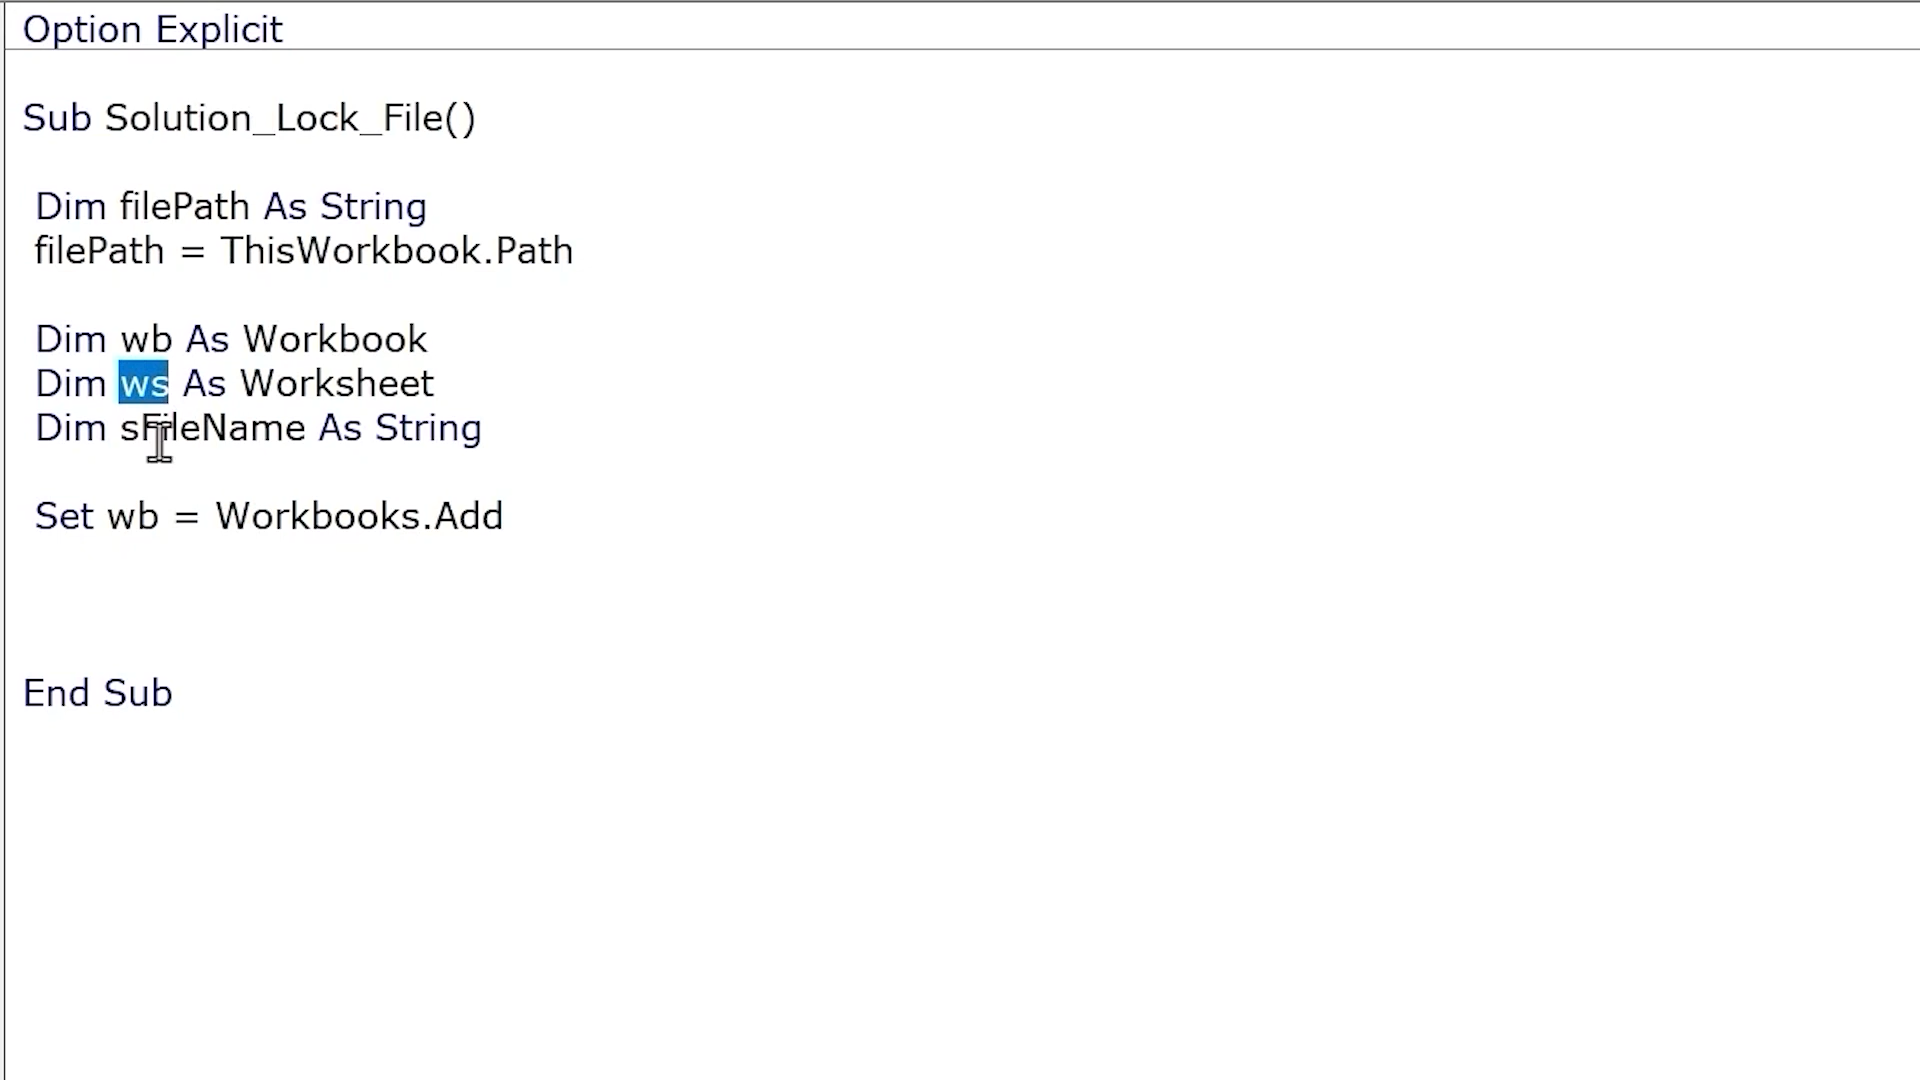 Option Explicit
Sub Solution_Lock_File()
Dim filePath As String
filePath = ThisWorkbook.Path
Dim wb As Workbook
Dim ws As Worksheet
Dim sFileName As String
Set wb = Workbooks.Add
End Sub